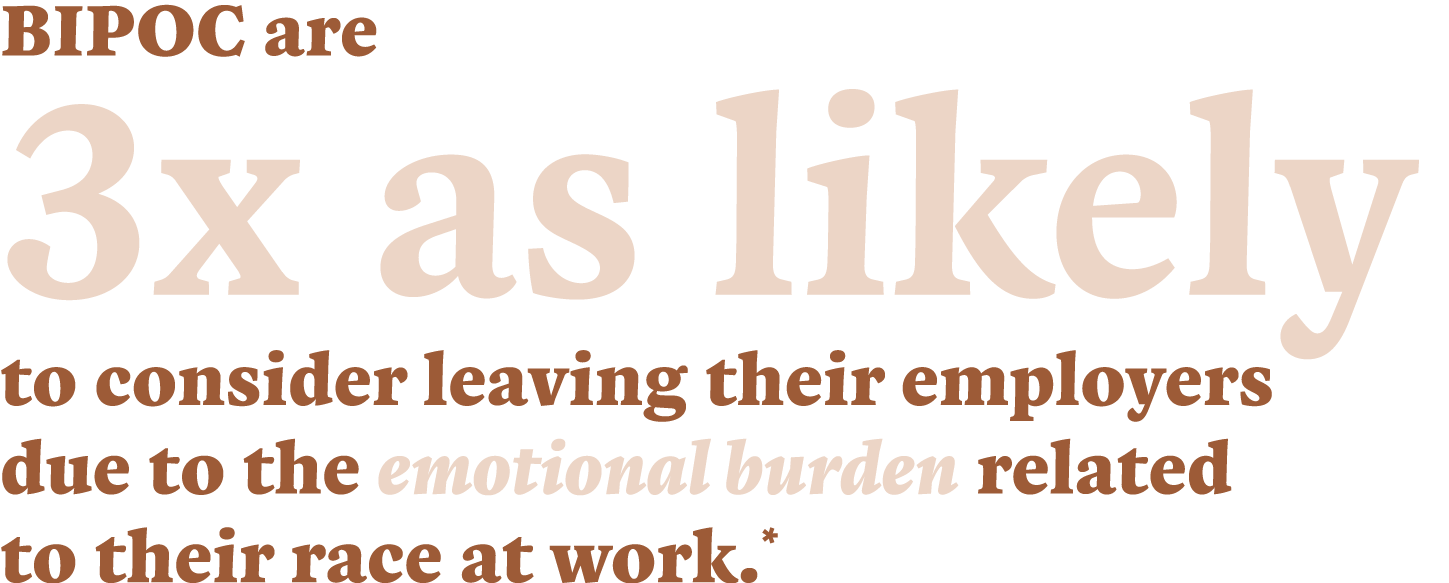 BIPOC are
3x as likely
to consider leaving their employers
due to the emotional burden related
to their race at work.*